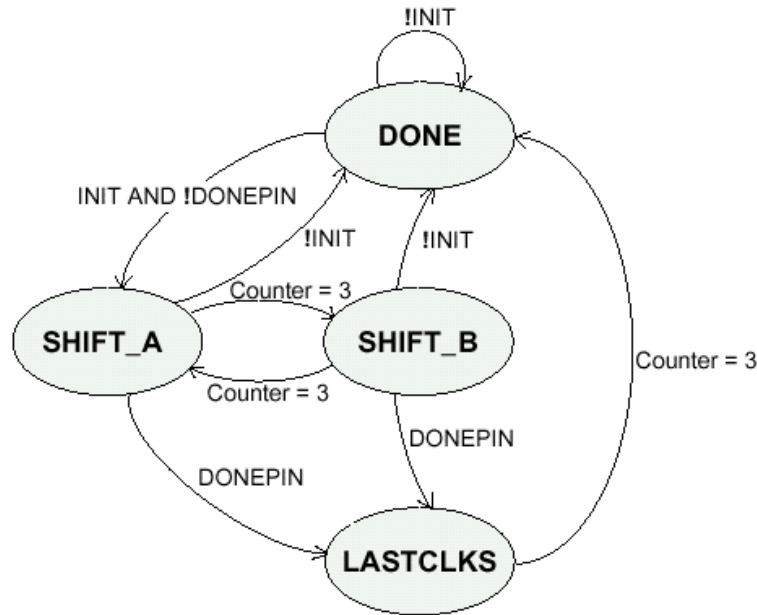 !INIT
DONE
INIT AND !DONEPIN
!INIT
!INIT
Counter = 3
SHIFT_A
SHIFT_B
Counter = 3
Counter = 3
DONEPIN
DONEPIN
LASTCLKS